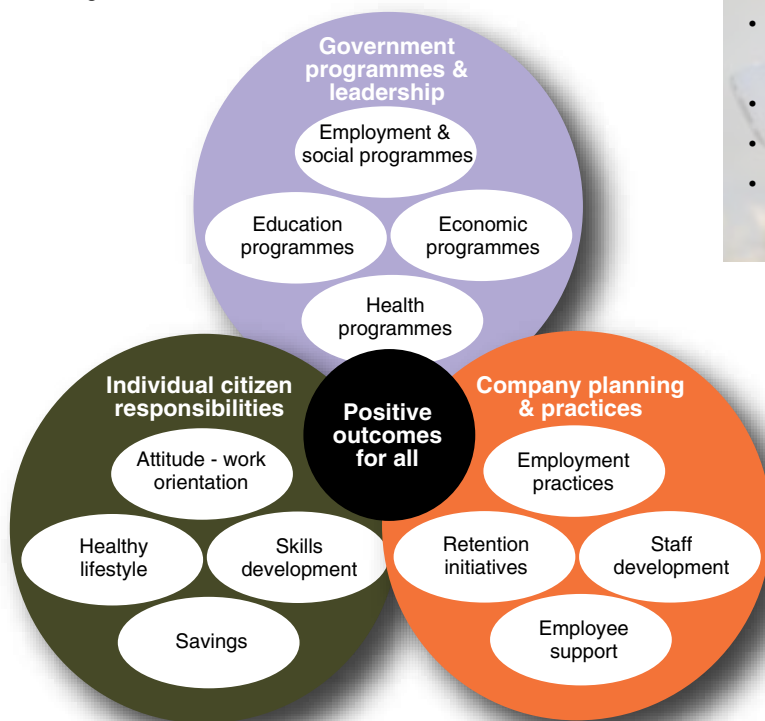 Government
programmes &
leadership
Employment &
social programmes
Education
programmes
Economic
programmes
Health
programmes
Individual citizen
responsibilities
Attitude - work
orientation
Healthy
lifestyle
Skills
development
Savings
Positive
outcomes
for all
Company planning
& practices
Employment
practices
Retention
initiatives
Staff
development
Employee
support